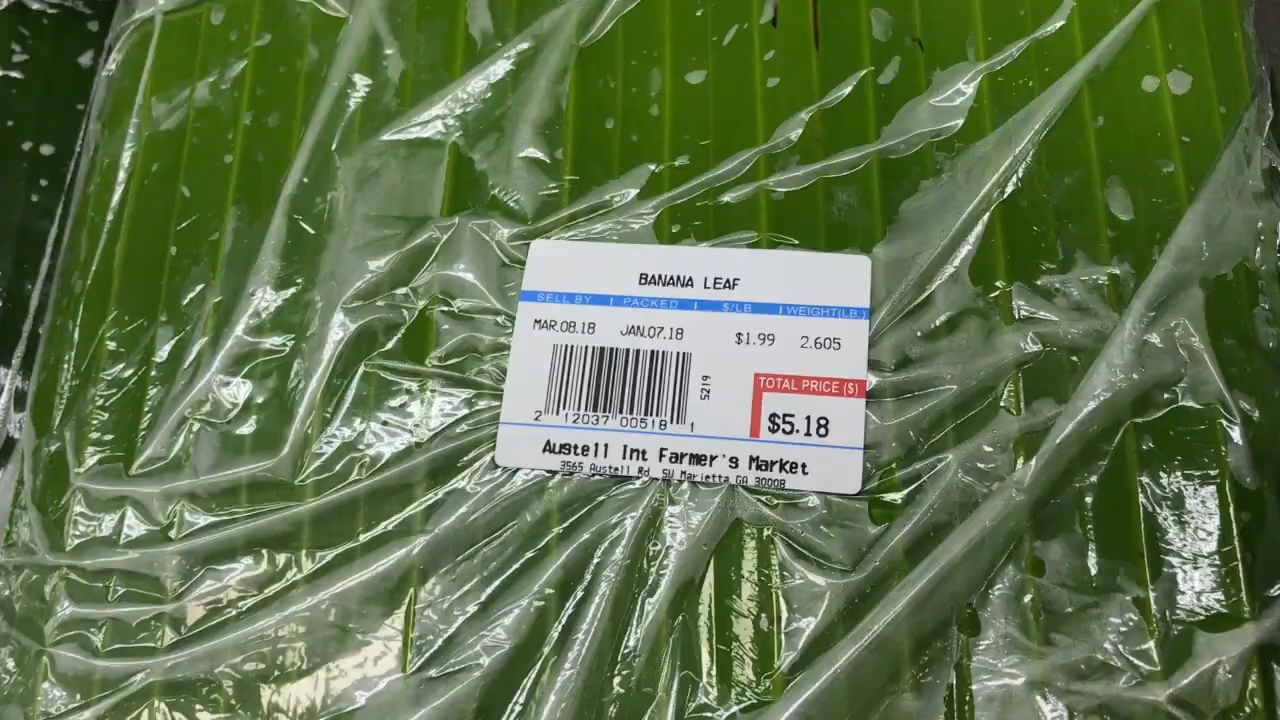 BANANA LEAF
SELL BY | PACKED | $/LB | WEIGHT(LB.)
MAR.08.18 JAN.07.18 $1.99 2.605
5219
TOTAL PRICE ($)
$5.18
2 12037 00518 1
Austell Int Farmer's Market
3565 Austell Rd. SW Marietta GA 30008